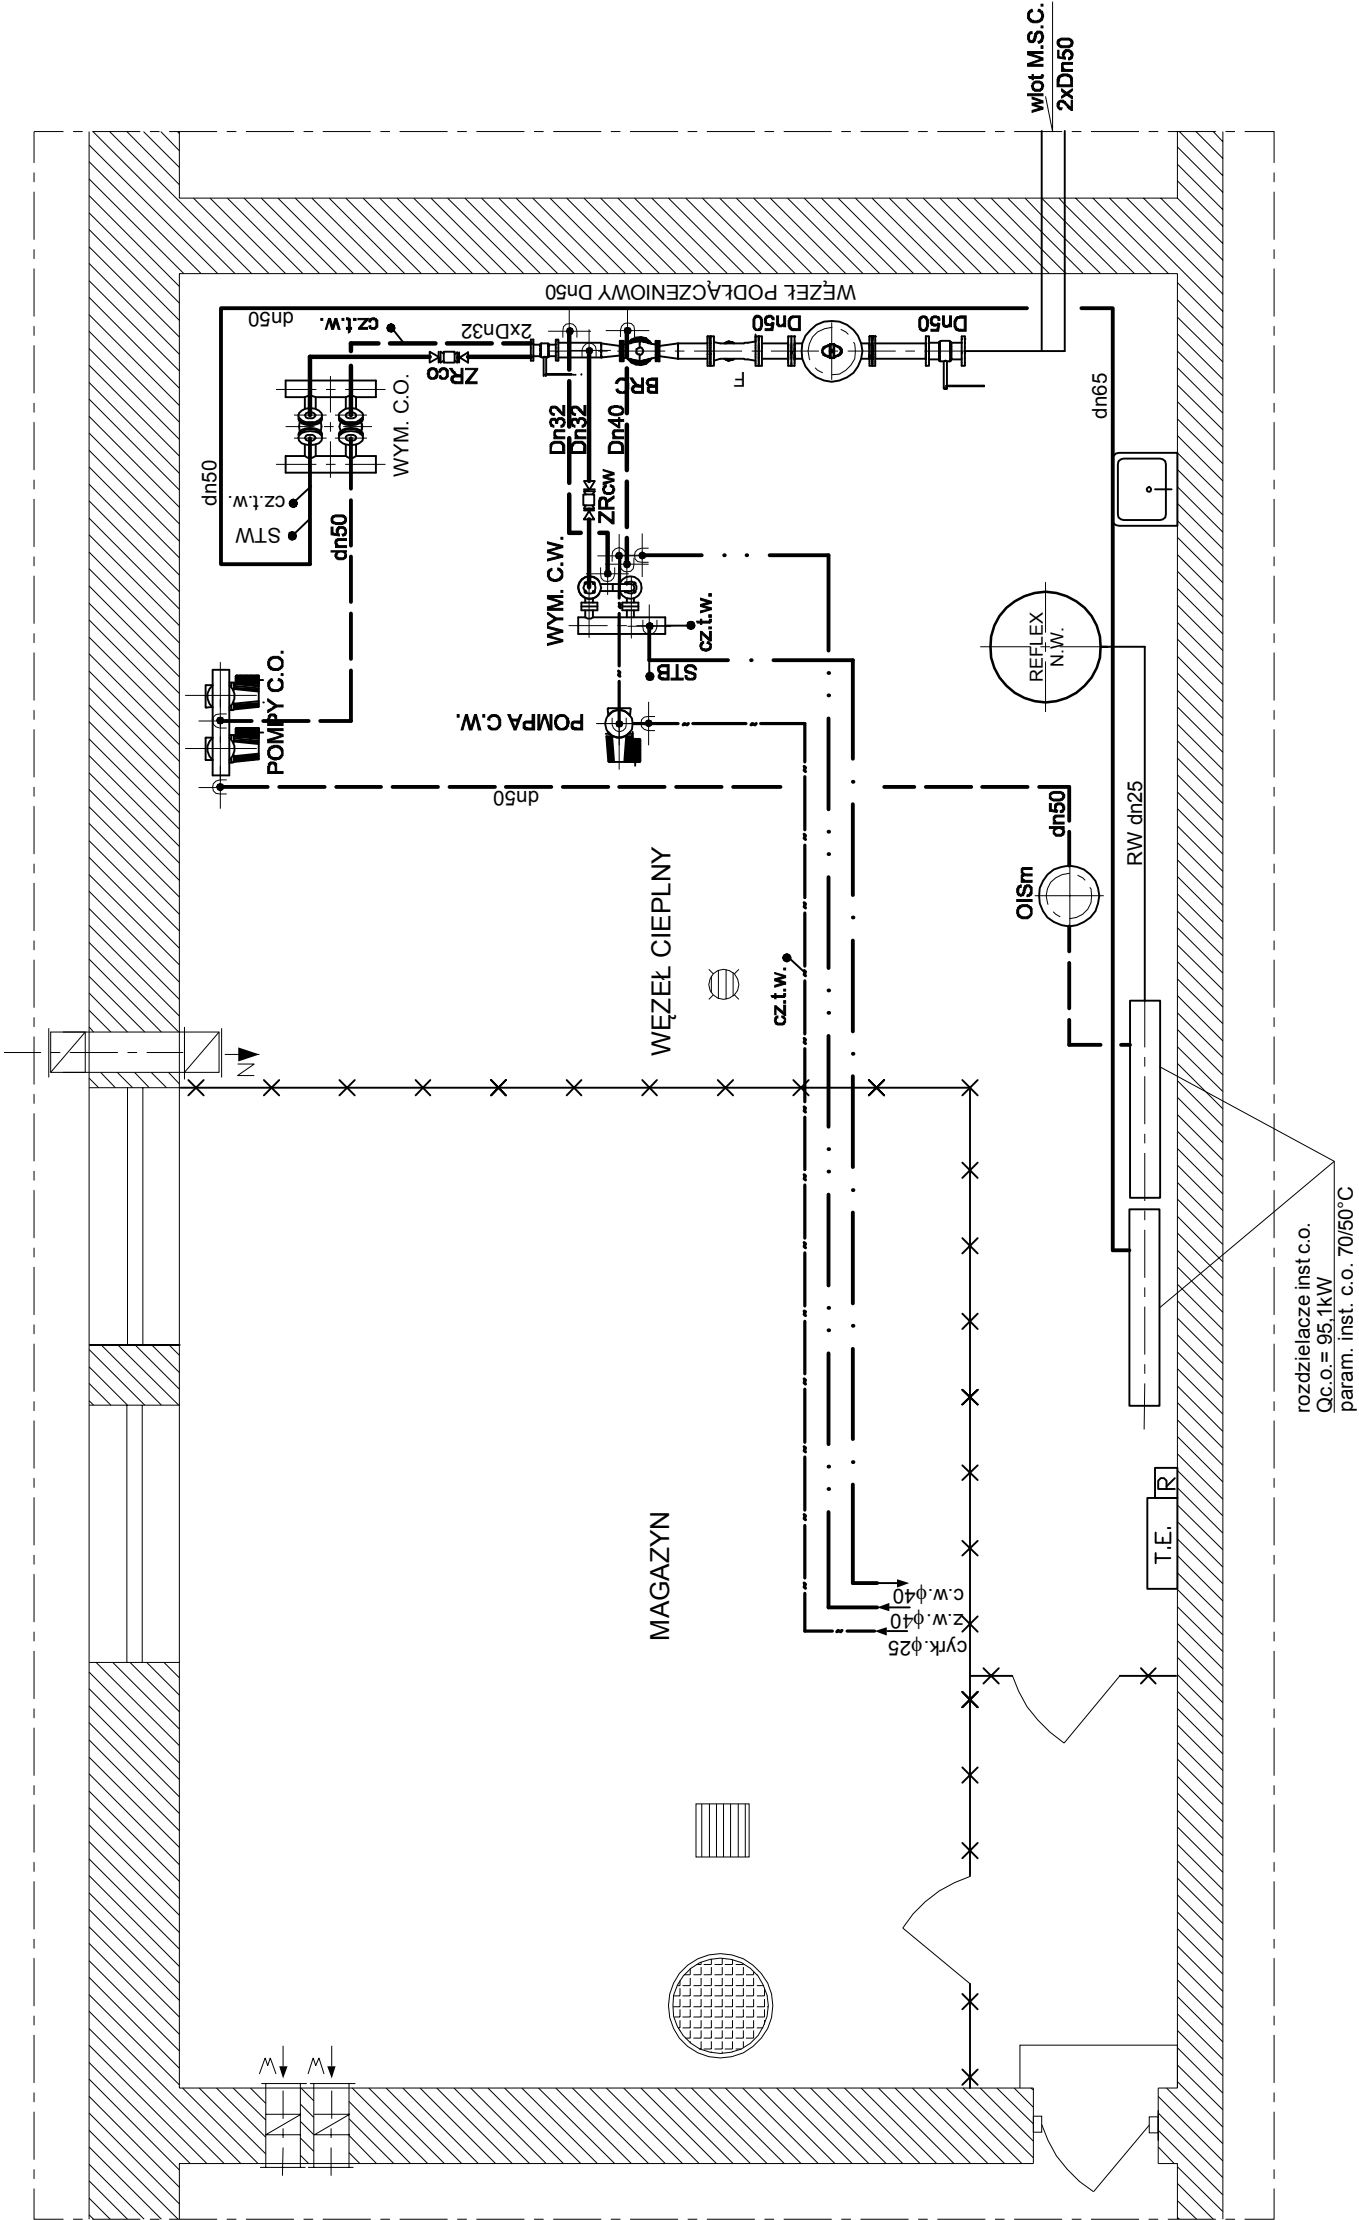 wlot M.S.C.
2xDn50
WĘZEŁ PODŁĄCZENIOWY Dn50
dn50
cz.t.w.
2xDn32
ZRco
Dn50
Dn50
BRC
F
WYM. C.O.
Dn32
Dn32
Dn40
dn65
dn50
cz.t.w.
STW
dn50
ZRcw
WYM. C.W.
cz.t.w.
STB
REFLEX
N.W.
POMPY C.O.
POMPA C.W.
dn50
dn50
RW dn25
OISm
WĘZEŁ CIEPLNY
cz.t.w.
N
MAGAZYN
c.w.ϕ40
z.w.ϕ40
cyrk.ϕ25
rozdzielacze inst c.o.
Qc.o.= 95,1kW
param. inst. c.o. 70/50°C
R
T.E.
W
W